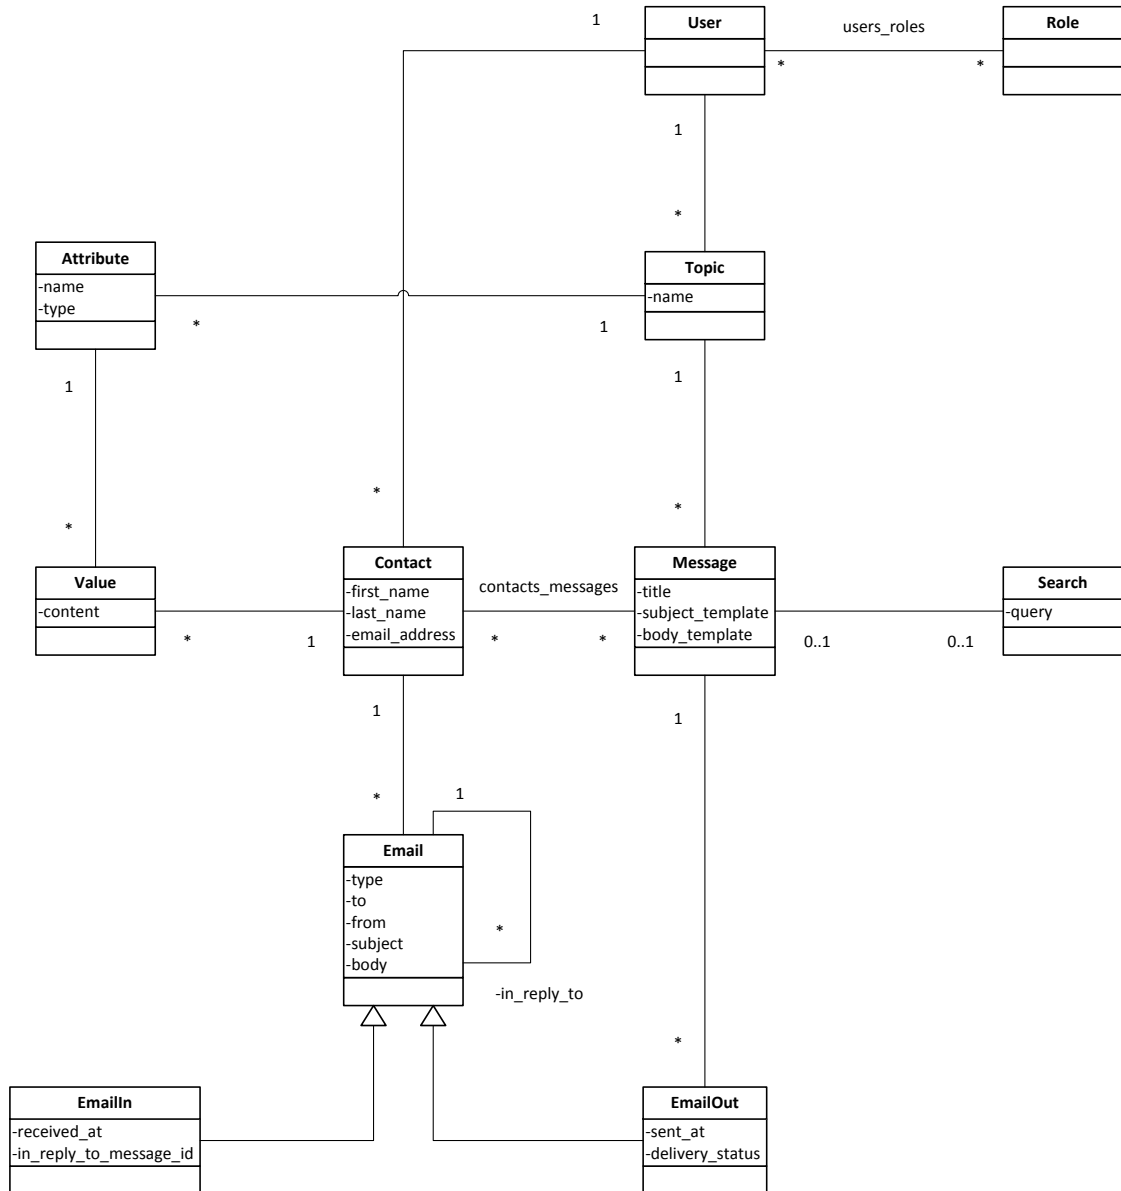 1
User
users_roles
Role
*
*
1
*
Attribute
-name
-type
Topic
-name
*
1
1
1
*
*
*
Value
-content
Contact
-first_name
-last_name
-email_address
contacts_messages
Message
-title
-subject_template
-body_template
Search
-query
*
1
*
*
0..1
0..1
1
1
*
1
Email
-type
-to
-from
-subject
-body
*
-in_reply_to
*
EmailIn
-received_at
-in_reply_to_message_id
EmailOut
-sent_at
-delivery_status